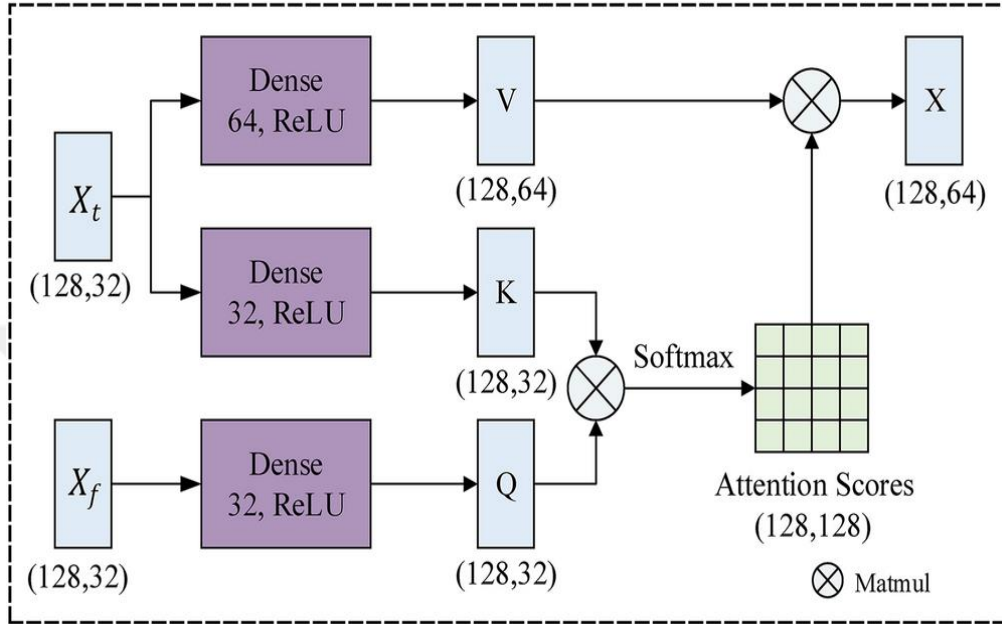 Dense
64, ReLU
V
X
X_t
(128,64)
(128,64)
(128,32)
Dense
32, ReLU
K
(128,32)
Softmax
X_f
Dense
32, ReLU
Q
Attention Scores
(128,128)
(128,32)
(128,32)
Matmul